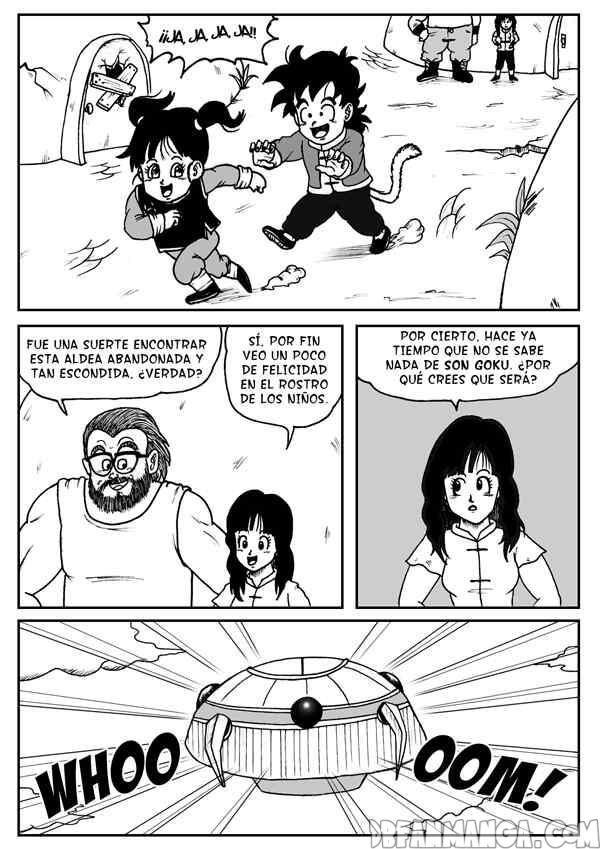 ¡¡JA, JA, JA, JA!!
FUE UNA SUERTE ENCONTRAR
ESTA ALDEA ABANDONADA Y
TAN ESCONDIDA, ¿VERDAD?
SÍ, POR FIN
VEO UN POCO
DE FELICIDAD
EN EL ROSTRO
DE LOS NIÑOS.
POR CIERTO, HACE YA
TIEMPO QUE NO SE SABE
NADA DE SON GOKU. ¿POR
QUÉ CREES QUE SERÁ?
WHOO OOM!
DBFANMANGA.COM